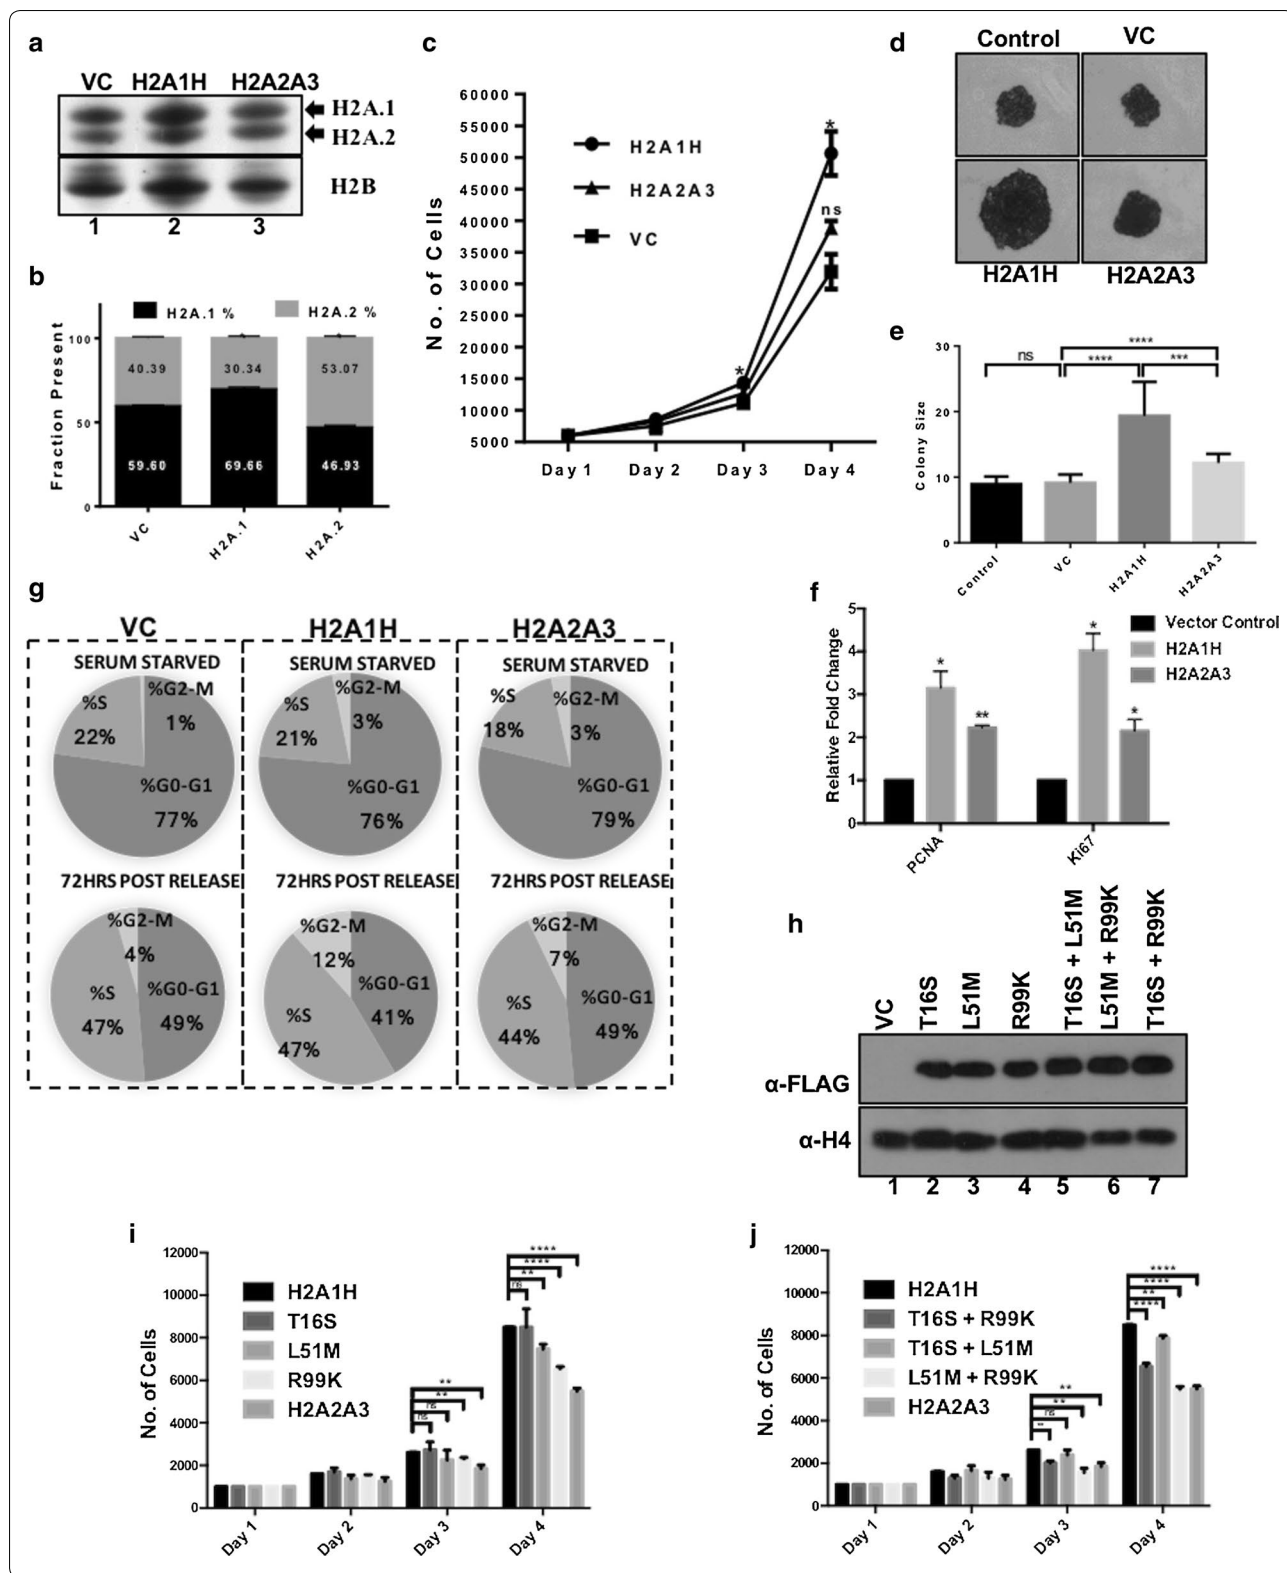 a
VC H2A1H H2A2A3
H2A.1
H2A.2
H2B
1 2 3
b
H2A.1 % H2A.2 %
Fraction Present
100
50
0
40.39 30.34 53.07
59.60 69.66 46.93
VC H2A.1 H2A.2
c
No. of Cells
60000
55000
50000
45000
40000
35000
30000
25000
20000
15000
10000
5000
H2A1H
H2A2A3
VC
*
ns
*
Day 1 Day 2 Day 3 Day 4
d
Control VC
H2A1H H2A2A3
e
Colony Size
30
20
10
0
****
ns **** ***
Control VC H2A1H H2A2A3
f
Relative Fold Change
5
4
3
2
1
0
* ** * *
Vector Control
H2A1H
H2A2A3
PCNA Ki67
g
VC H2A1H H2A2A3
SERUM STARVED SERUM STARVED SERUM STARVED
%G2-M 1% %S 22% %G0-G1 77%
%G2-M 3% %S 21% %G0-G1 76%
%G2-M 3% %S 18% %G0-G1 79%
72HRS POST RELEASE 72HRS POST RELEASE 72HRS POST RELEASE
%G2-M 4% %S 47% %G0-G1 49%
%G2-M 12% %S 47% %G0-G1 41%
%G2-M 7% %S 44% %G0-G1 49%
h
VC T16S L51M R99K T16S + L51M L51M + R99K T16S + R99K
α-FLAG
α-H4
1 2 3 4 5 6 7
i
No. of Cells
12000
10000
8000
6000
4000
2000
0
H2A1H
T16S
L51M
R99K
H2A2A3
**
**
ns
ns
****
****
**
ns
Day 1 Day 2 Day 3 Day 4
j
No. of Cells
12000
10000
8000
6000
4000
2000
0
H2A1H
T16S + R99K
T16S + L51M
L51M + R99K
H2A2A3
**
**
ns
**
****
****
**
****
Day 1 Day 2 Day 3 Day 4